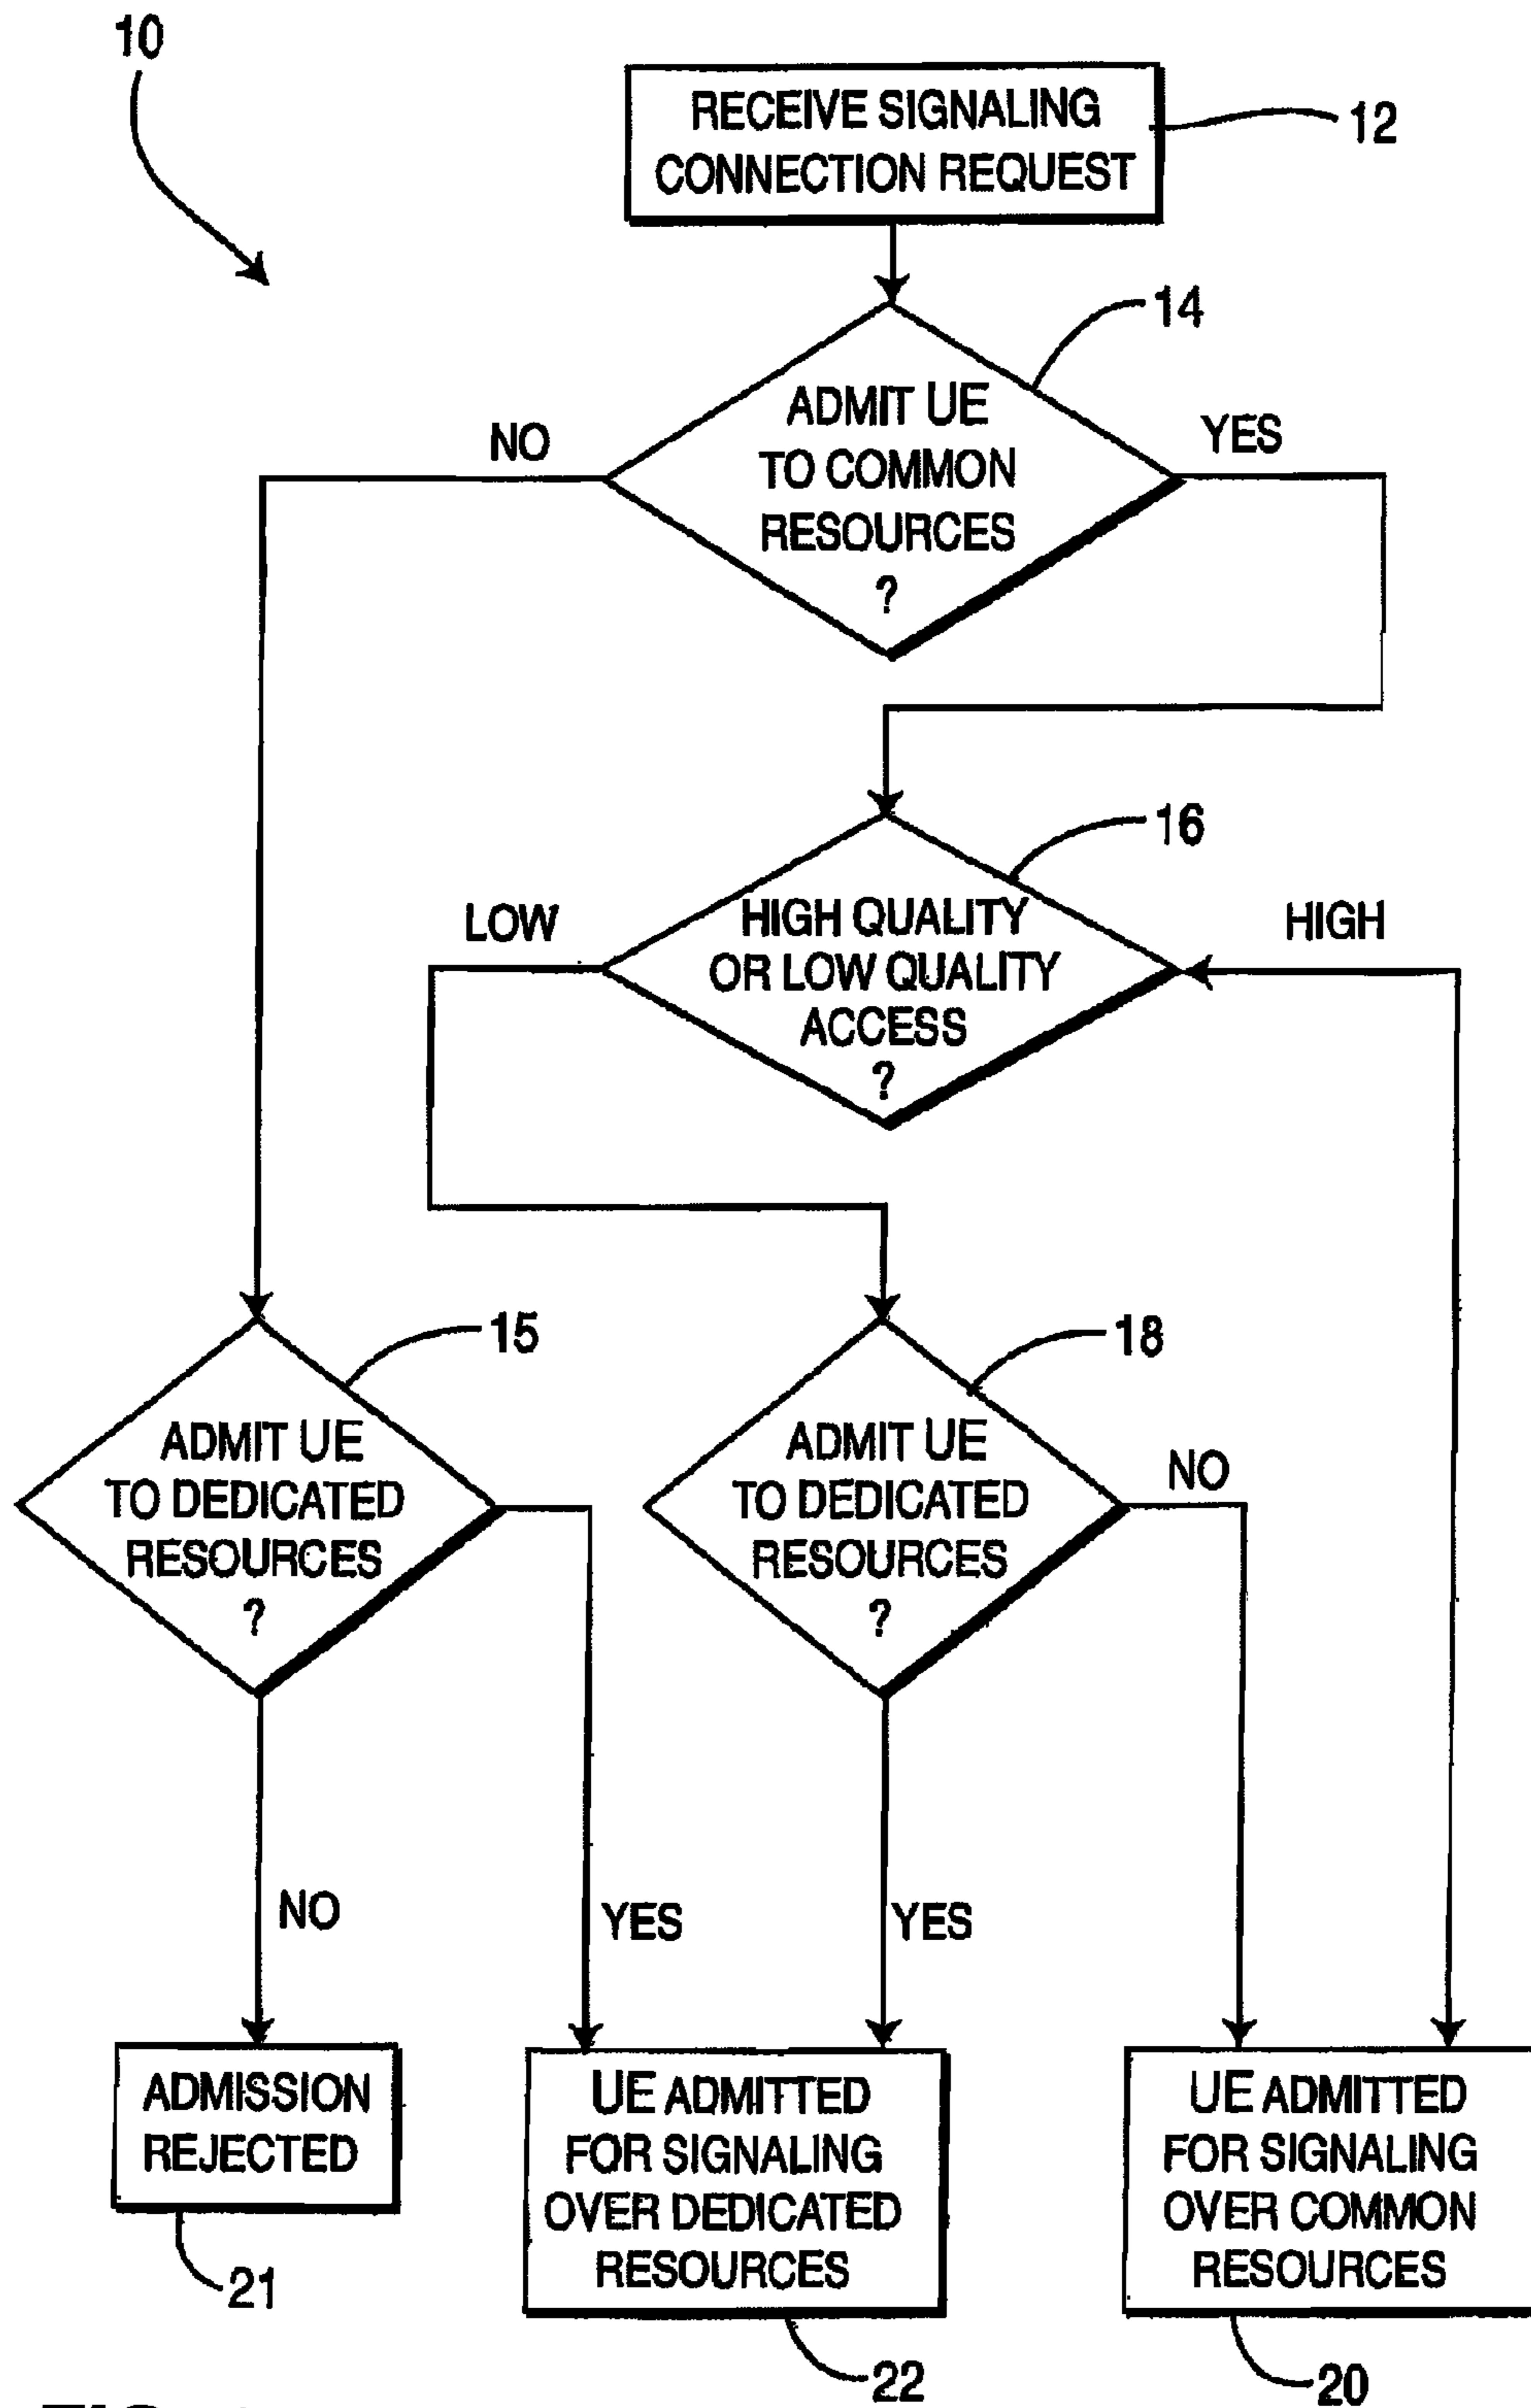 10
RECEIVE SIGNALING
CONNECTION REQUEST
12
14
ADMIT UE
TO COMMON
RESOURCES
?
NO
YES
16
HIGH QUALITY
OR LOW QUALITY
ACCESS
?
LOW
HIGH
15
ADMIT UE
TO DEDICATED
RESOURCES
?
18
ADMIT UE
TO DEDICATED
RESOURCES
?
NO
NO
YES
YES
ADMISSION
REJECTED
21
UE ADMITTED
FOR SIGNALING
OVER DEDICATED
RESOURCES
22
UE ADMITTED
FOR SIGNALING
OVER COMMON
RESOURCES
20